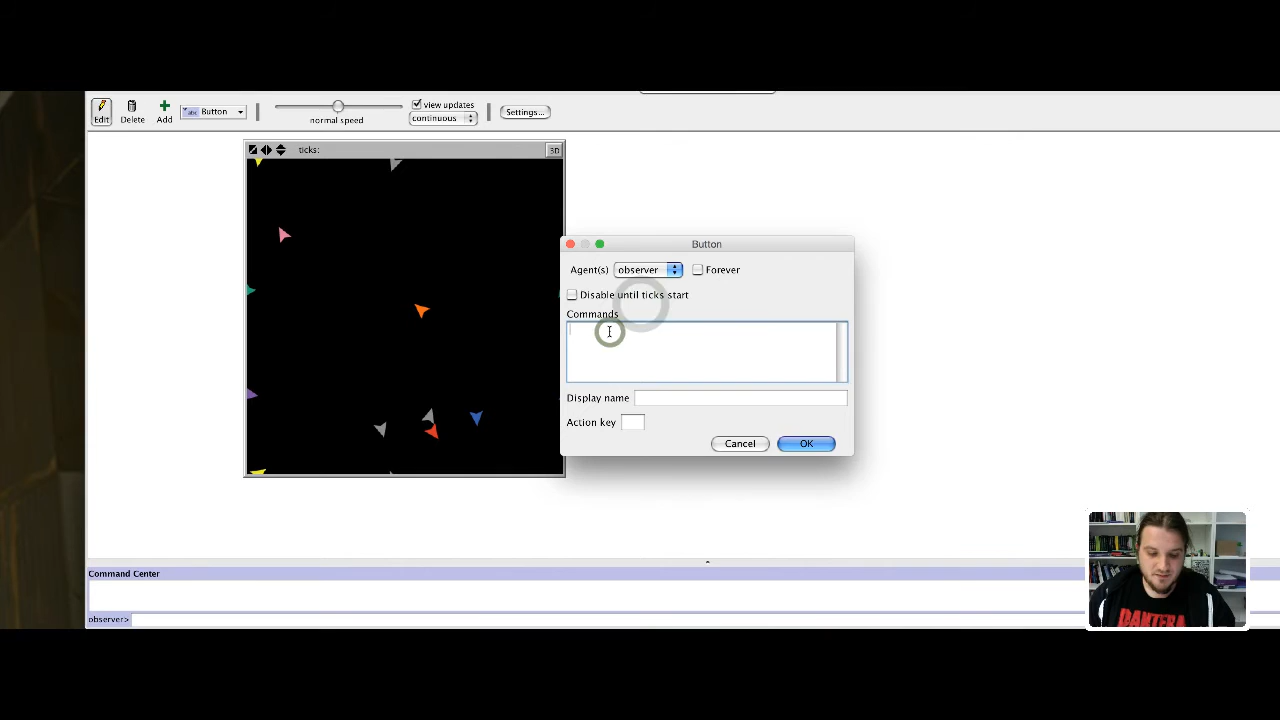 Edit
Delete
Add
abc Button
normal speed
view updates
continuous
Settings...
ticks:
3D
Button
Agent(s) observer Forever
Disable until ticks start
Commands
Display name
Action key
Cancel OK
Command Center
observer>
PANTERA